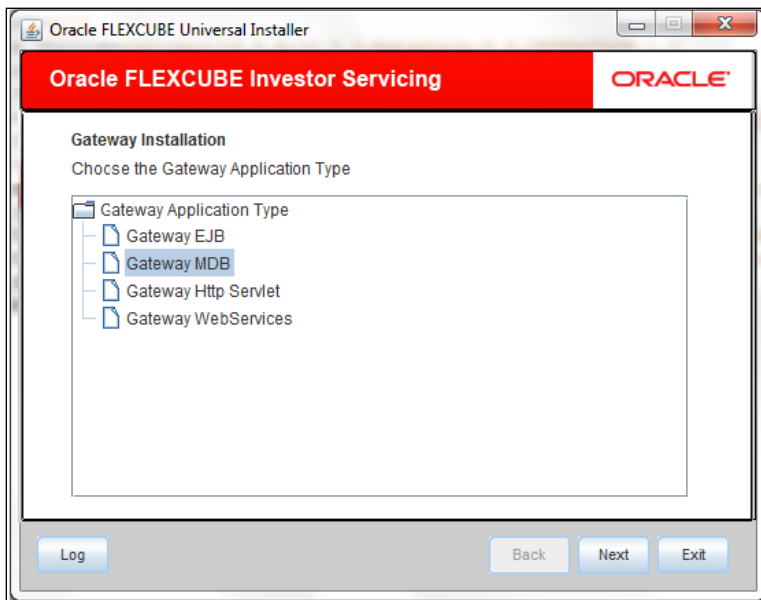 Oracle FLEXCUBE Universal Installer
Oracle FLEXCUBE Investor Servicing
ORACLE
Gateway Installation
Choose the Gateway Application Type
Gateway Application Type
Gateway EJB
Gateway MDB
Gateway Http Servlet
Gateway WebServices
Log
Back
Next
Exit